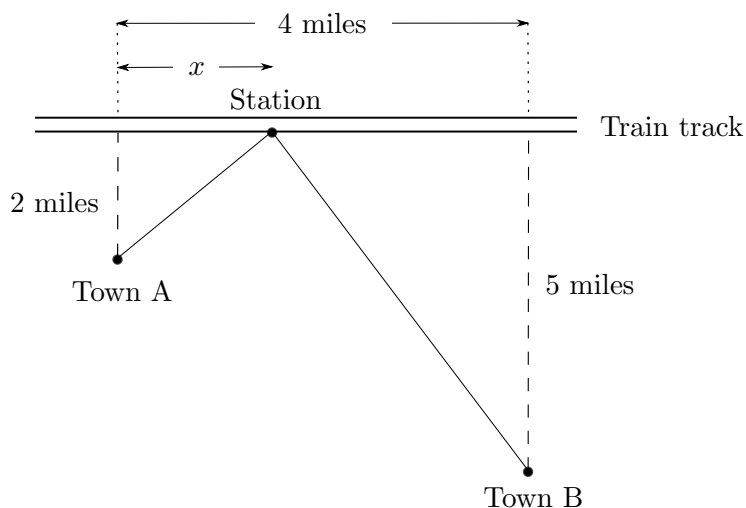 4 miles
x
Station
Train track
2 miles
Town A
5 miles
Town B